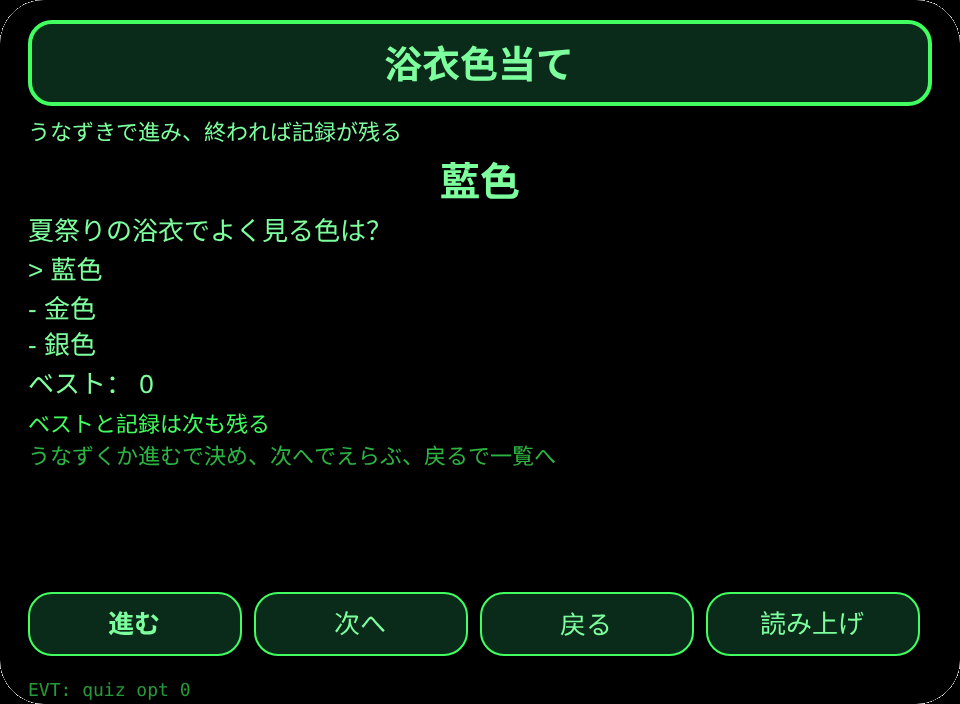 浴衣色当て
うなずきで進み、終われば記録が残る
藍色
夏祭りの浴衣でよく見る色は?
> 藍色
- 金色
- 銀色
ベスト: 0
ベストと記録は次も残る
うなずくか進むで決め、次へでえらぶ、戻るで一覧へ
進む
次へ
戻る
読み上げ
EVT: quiz opt 0